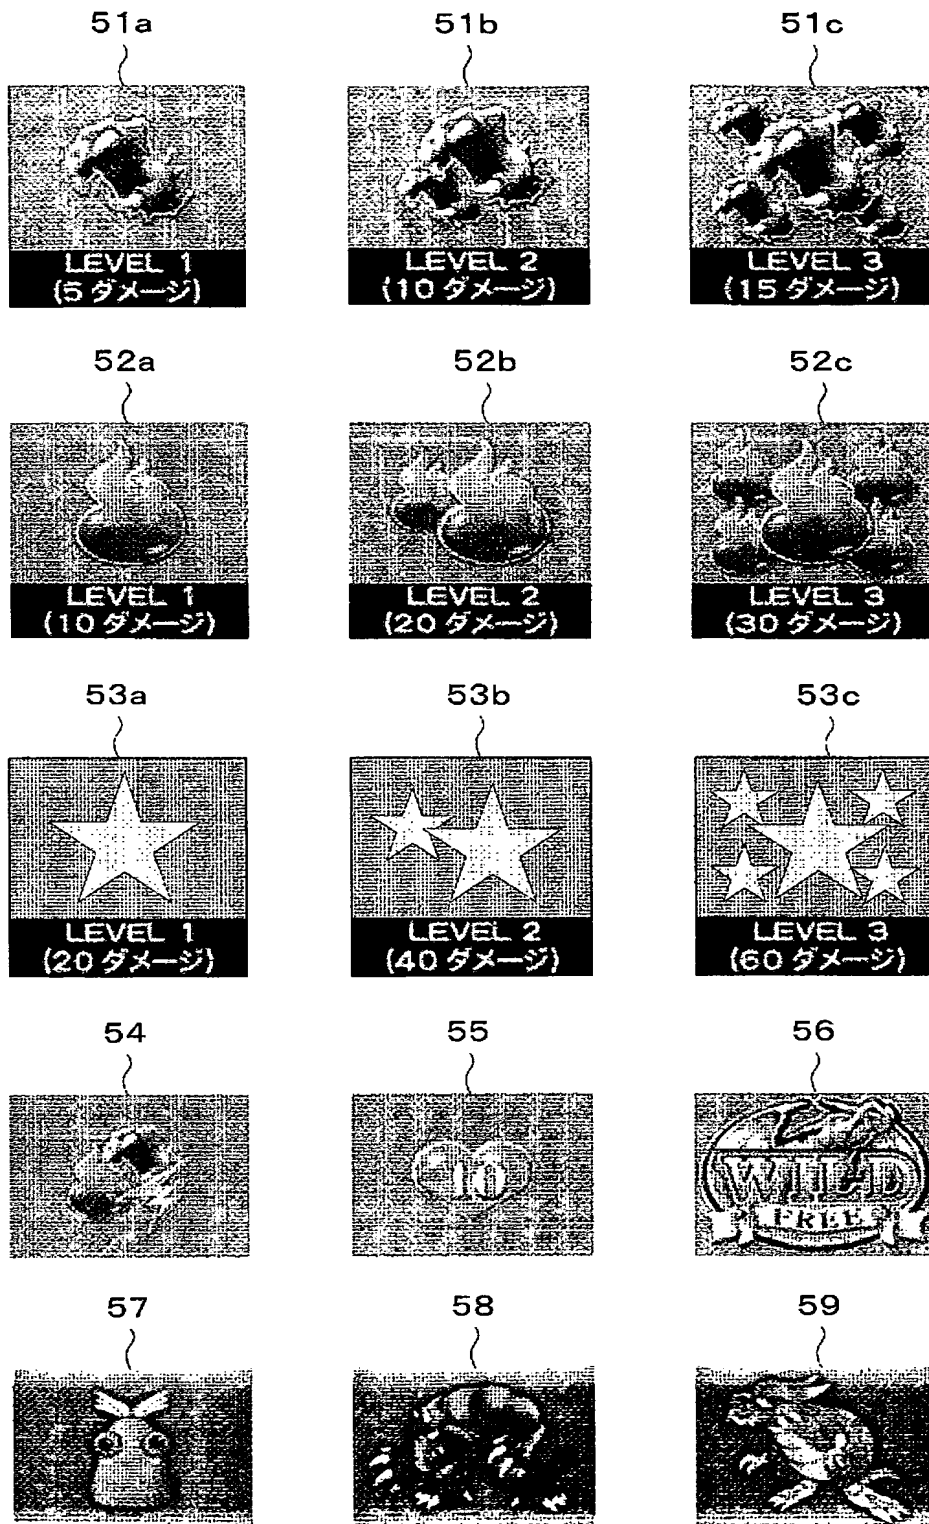 51a 51b 51c
LEVEL 1 LEVEL 2 LEVEL 3
(5 ダメージ) (10 ダメージ) (15 ダメージ)
52a 52b 52c
LEVEL 1 LEVEL 2 LEVEL 3
(10 ダメージ) (20 ダメージ) (30 ダメージ)
53a 53b 53c
LEVEL 1 LEVEL 2 LEVEL 3
(20 ダメージ) (40 ダメージ) (60 ダメージ)
54 55 56
10 WILD
FREE
57 58 59